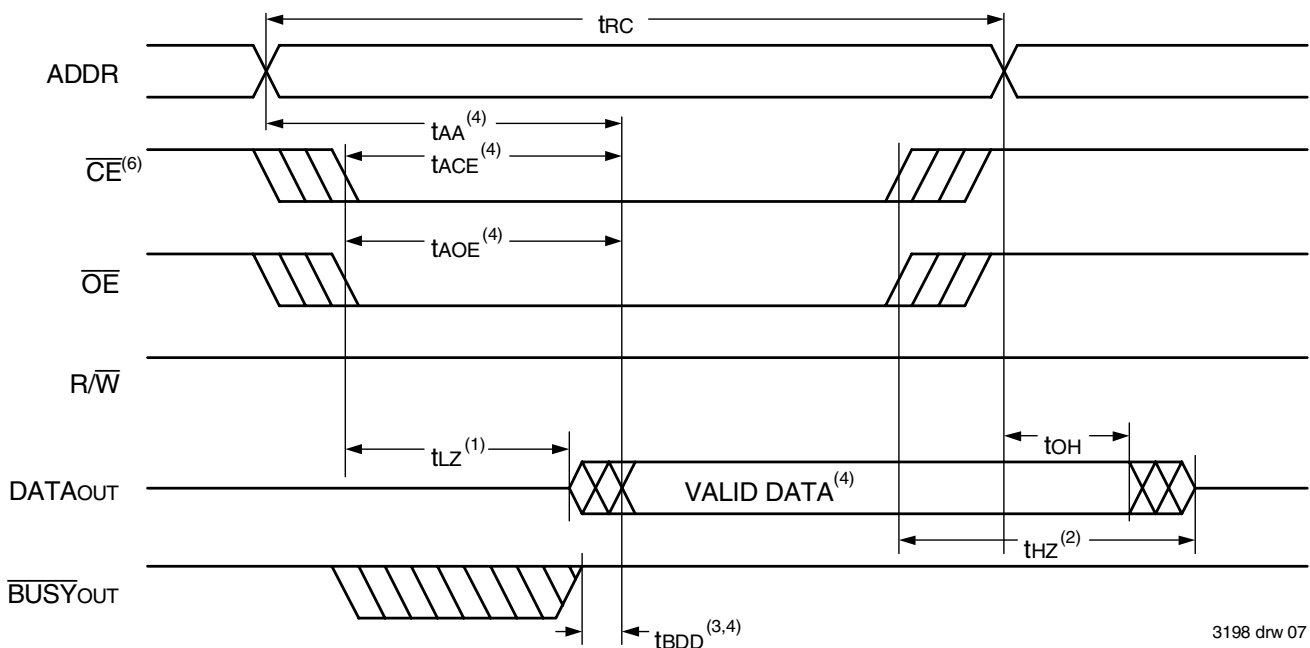 tRC
ADDR
tAA(4)
CE(6)
tACE(4)
tAOE(4)
OE
R/W
tLZ(1)
tOH
DATAOUT
VALID DATA(4)
tHZ(2)
BUSYOUT
tBDD(3,4)
3198 drw 07